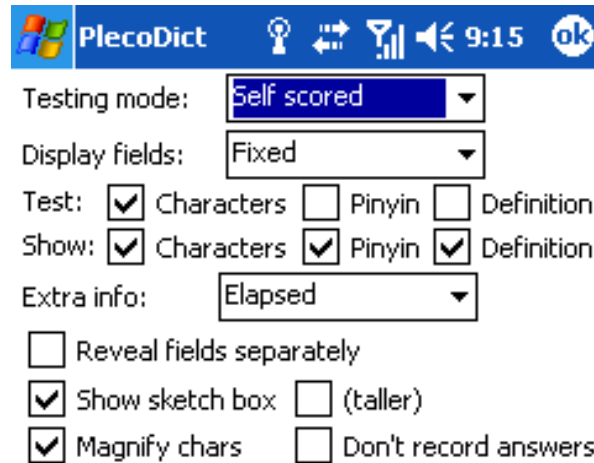 PlecoDict 9:15 ok
Testing mode: Self scored
Display fields: Fixed
Test: Characters Pinyin Definition
Show: Characters Pinyin Definition
Extra info: Elapsed
Reveal fields separately
Show sketch box (taller)
Magnify chars Don't record answers